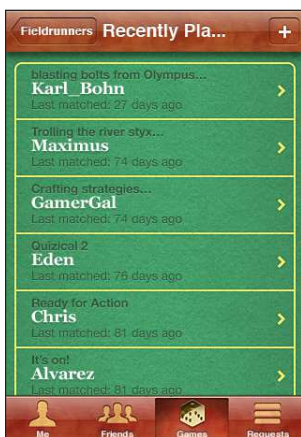 Fieldrunners
Recently Pla...
+
blasting bolts from Olympus...
Karl_Bohn
Last matched: 27 days ago
Trolling the river styx...
Maximus
Last matched: 74 days ago
Crafting strategies...
GamerGal
Last matched: 74 days ago
Quizical 2
Eden
Last matched: 76 days ago
Ready for Action
Chris
Last matched: 81 days ago
It's on!
Alvarez
Last matched: 81 days ago
Me
Friends
Games
Requests